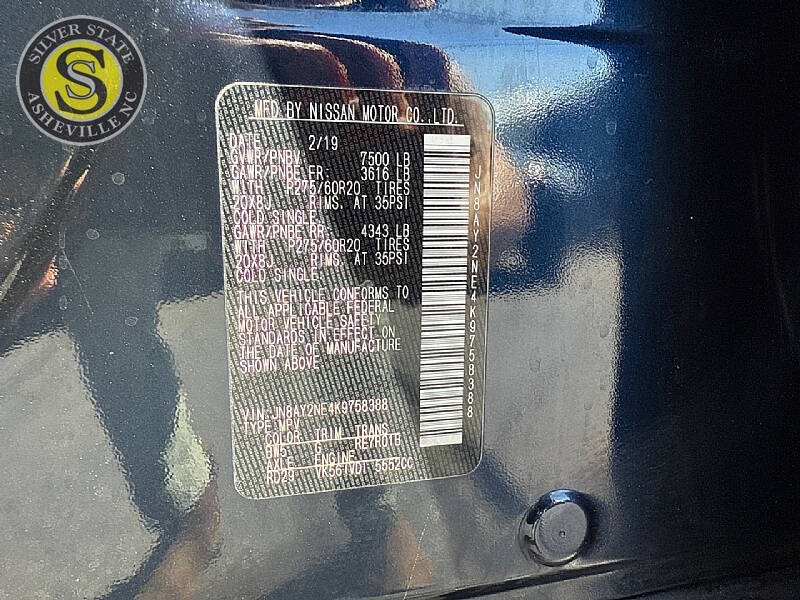 SILVER STATE
S
ASHEVILLE NC
MFD BY NISSAN MOTOR CO.,LTD.
DATE 2/19
GVWR/PNBV 7500 LB
GAWR/PNBE FR: 3616 LB
WITH P275/60R20 TIRES
20X8J RIMS, AT 35PSI
COLD SINGLE
GAWR/PNBE RR 4343 LB
WITH P275/60R20 TIRES
20X8J RIMS, AT 35PSI
COLD SINGLE
THIS VEHICLE CONFORMS TO
ALL APPLICABLE FEDERAL
MOTOR VEHICLE SAFETY
STANDARDS IN EFFECT ON
THE DATE OF MANUFACTURE
SHOWN ABOVE
VIN:JN8AY2NE4K9758388
TYPE:MPV
COLOR TRIM TRANS
BW5 G RE7R01B
AXLE ENGINE
RD29 VK56(VD) 5552CC
JN8AY2NE4K9758388